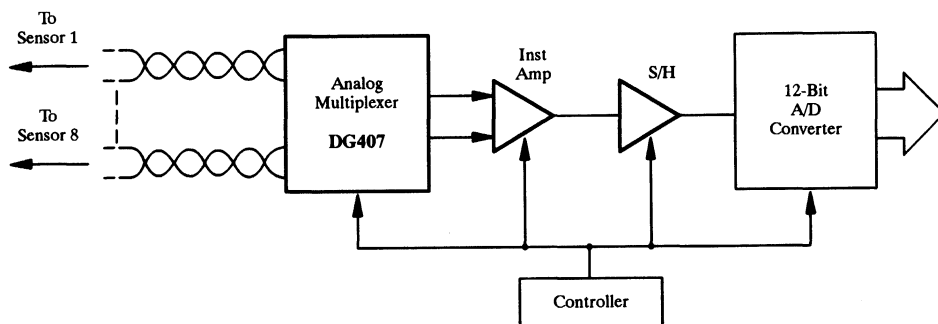 To
Sensor 1
To
Sensor 8
Analog
Multiplexer
DG407
Inst
Amp
S/H
12-Bit
A/D
Converter
Controller